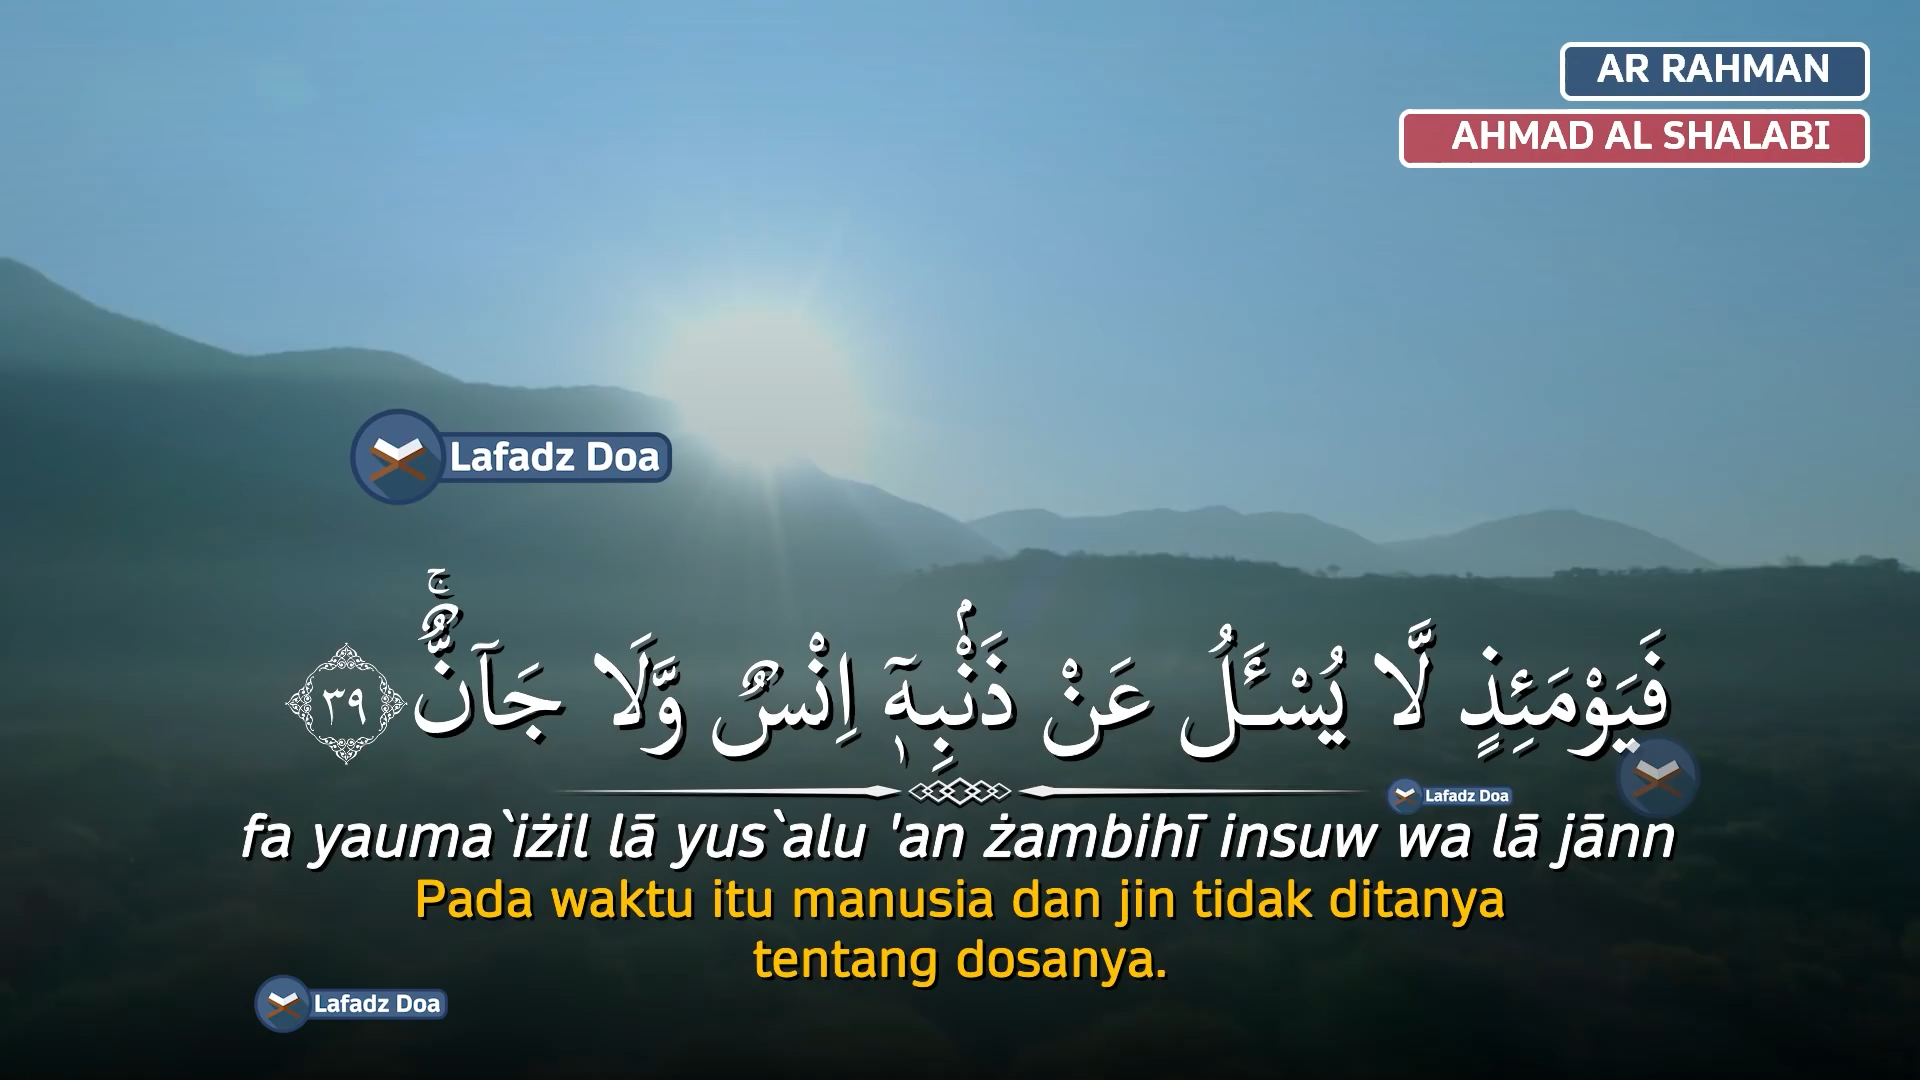 AR RAHMAN
AHMAD AL SHALABI
Lafadz Doa
فَيَوْمَئِذٍ لَّا يُسْـَٔلُ عَنْ ذَنْۢبِهٖٓ اِنْسٌ وَّلَا جَاۤنٌّۚ ٣٩
Lafadz Doa
fa yauma`iżil lā yus`alu 'an żambihī insuw wa lā jānn
Pada waktu itu manusia dan jin tidak ditanya
tentang dosanya.
Lafadz Doa